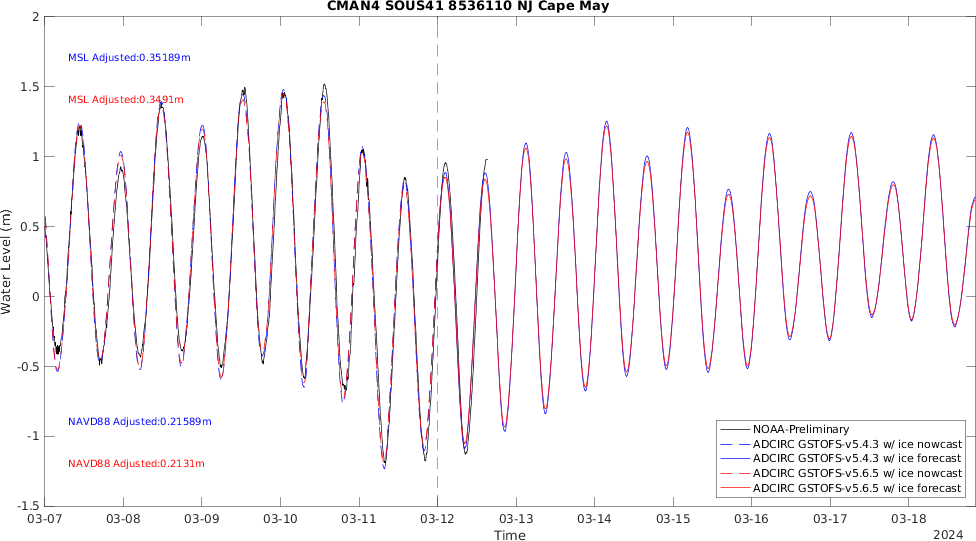 CMAN4 SOUS41 8536110 NJ Cape May
2
MSL Adjusted:0.35189m
1.5
MSL Adjusted:0.3491m
1
Water Level (m)
0.5
0
-0.5
NAVD88 Adjusted:0.21589m
-1
NAVD88 Adjusted:0.2131m
-1.5
NOAA-Preliminary
ADCIRC GSTOFS-v5.4.3 w/ ice nowcast
ADCIRC GSTOFS-v5.4.3 w/ ice forecast
ADCIRC GSTOFS-v5.6.5 w/ ice nowcast
ADCIRC GSTOFS-v5.6.5 w/ ice forecast
03-07 03-08 03-09 03-10 03-11 03-12 03-13 03-14 03-15 03-16 03-17 03-18
Time
2024